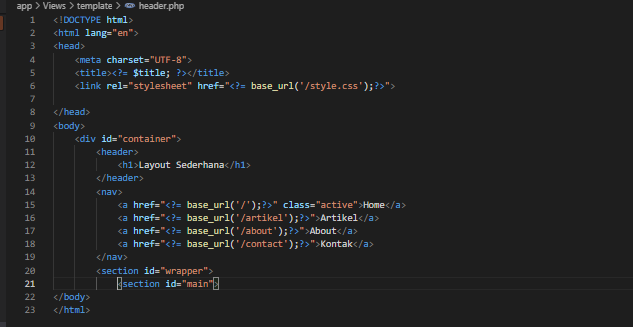 app > Views > template > header.php
1 <!DOCTYPE html>
2 <html lang="en">
3 <head>
4 <meta charset="UTF-8">
5 <title><?= $title; ?></title>
6 <link rel="stylesheet" href="<?= base_url('/style.css');?>">
7
8 </head>
9 <body>
10 <div id="container">
11 <header>
12 <h1>Layout Sederhana</h1>
13 </header>
14 <nav>
15 <a href="<?= base_url('/');?>" class="active">Home</a>
16 <a href="<?= base_url('/artikel');?>">Artikel</a>
17 <a href="<?= base_url('/about');?>">About</a>
18 <a href="<?= base_url('/contact');?>">Kontak</a>
19 </nav>
20 <section id="wrapper">
21 <section id="main">
22 </body>
23 </html>